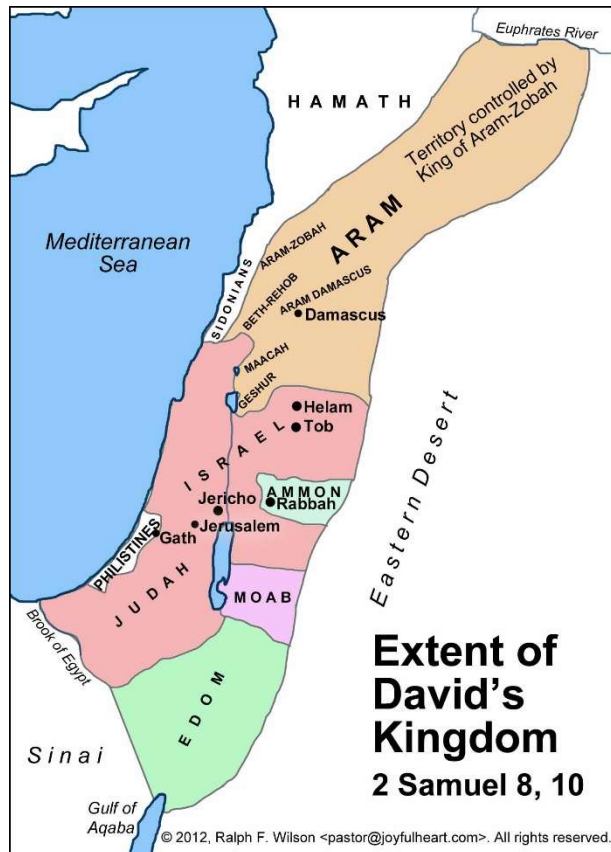 Euphrates River
HAMATH
Territory controlled by
King of Aram-Zobah
ARAM
Mediterranean
Sea
SIDONIANS
ARAM-ZOBAH
BETH-REHOB
ARAM DAMASCUS
Damascus
MAACAH
GESHUR
Helam
Tob
ISRAEL
AMMON
Rabbah
Jericho
Jerusalem
Gath
PHILISTINES
JUDAH
MOAB
Eastern Desert
Brook of Egypt
EDOM
Sinai
Gulf of
Aqaba
Extent of
David's
Kingdom
2 Samuel 8, 10
© 2012, Ralph F. Wilson <pastor@joyfulheart.com>. All rights reserved.